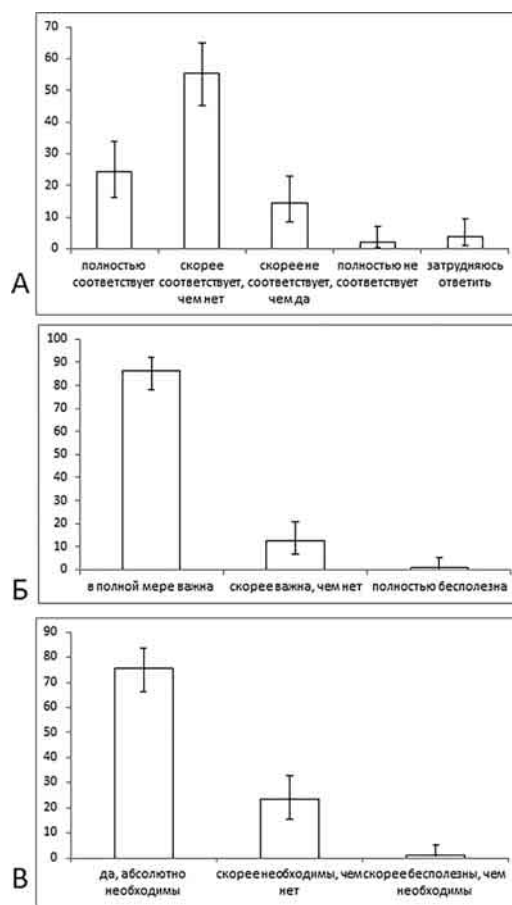 70
60
50
40
30
20
10
0
полностью соответствует
скорее соответствует, чем нет
скорее не соответствует, чем да
полностью не соответствует
затрудняюсь ответить
А
100
90
80
70
60
50
40
30
20
10
0
в полной мере важна
скорее важна, чем нет
полностью бесполезна
Б
90
80
70
60
50
40
30
20
10
0
да, абсолютно необходимы
скорее необходимы, чем нет
скорее бесполезны, чем необходимы
В